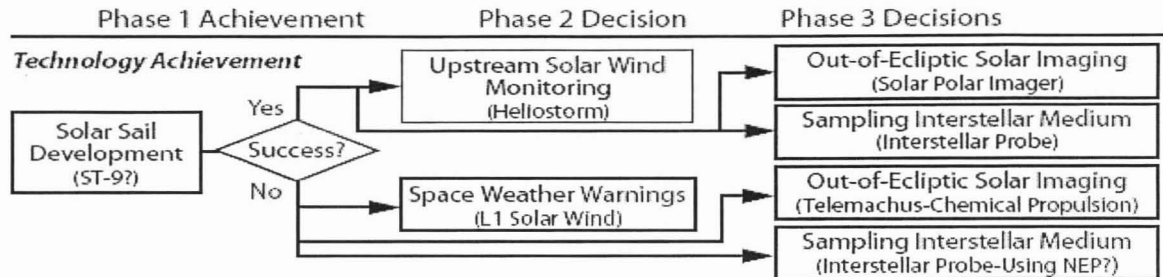 Phase 1 Achievement
Phase 2 Decision
Phase 3 Decisions
Technology Achievement
Solar Sail
Development
(ST-9?)
Success?
Yes
No
Upstream Solar Wind
Monitoring
(Heliostorm)
Space Weather Warnings
(L1 Solar Wind)
Out-of-Ecliptic Solar Imaging
(Solar Polar Imager)
Sampling Interstellar Medium
(Interstellar Probe)
Out-of-Ecliptic Solar Imaging
(Telemachus-Chemical Propulsion)
Sampling Interstellar Medium
(Interstellar Probe-Using NEP?)